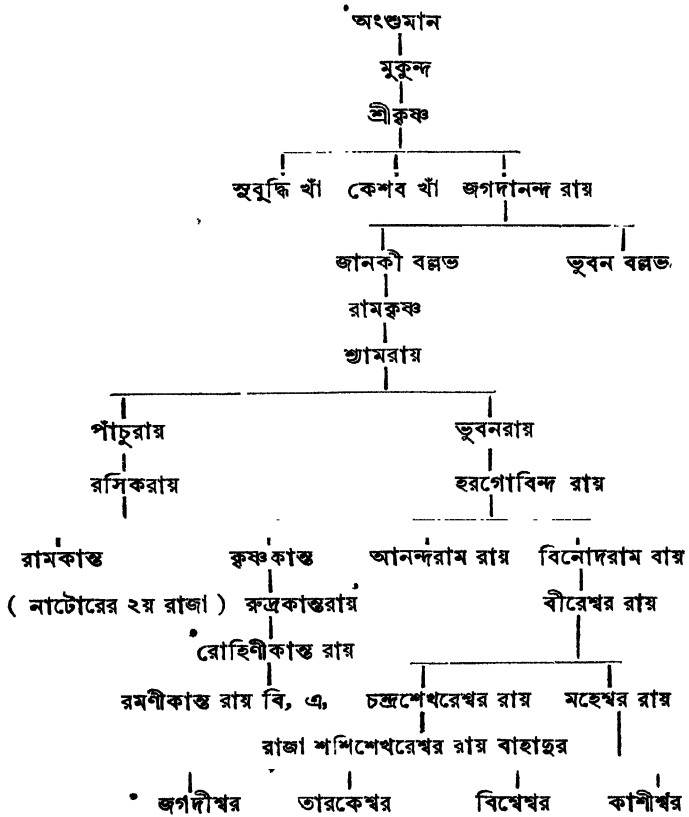 অংশুমান
মুকুন্দ
শ্রীকৃষ্ণ
সুবুদ্ধি খাঁ কেশব খাঁ জগদানন্দ রায়
জানকী বল্লভ ভুবন বল্লভ
রামকৃষ্ণ
শ্যামরায়
পাঁচুরায় ভুবনরায়
রসিকরায় হরগোবিন্দ রায়
রামকান্ত কৃষ্ণকান্ত আনন্দরাম রায় বিনোদরাম বায়
( নাটোরের ২য় রাজা ) রুদ্রকান্তরায় বীরেশ্বর রায়
রোহিণীকান্ত রায়
রমণীকান্ত রায় বি, এ, চন্দ্রশেখরেশ্বর রায় মহেশ্বর রায়
রাজা শশিশেখরেশ্বর রায় বাহাদুর
জগদীশ্বর তারকেশ্বর বিশ্বেশ্বর কাশীশ্বর